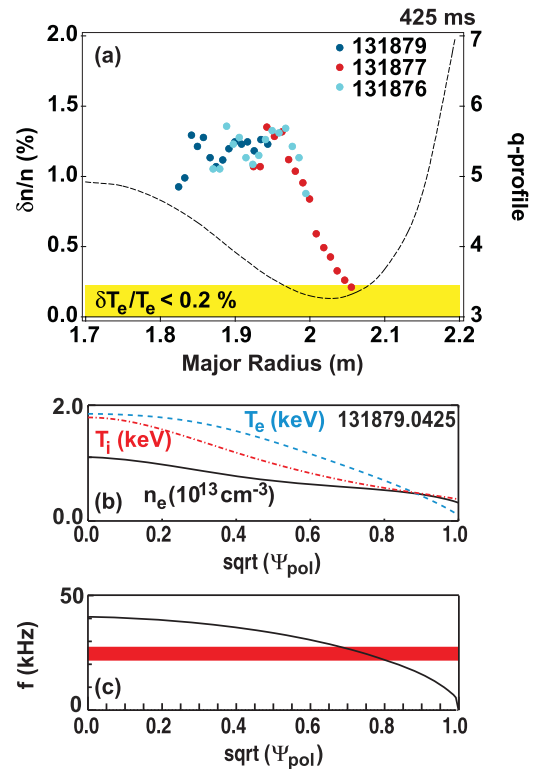 425 ms
2.0
1.5
1.0
0.5
0.0
δn/n (%)
(a)
131879
131877
131876
7
6
5
4
3
q-profile
δTe/Te < 0.2 %
1.7 1.8 1.9 2 2.1 2.2
Major Radius (m)
2.0
0.0
Te (keV) 131879.0425
Ti (keV)
(b) ne(10¹³cm⁻³)
0.0 0.2 0.4 0.6 0.8 1.0
sqrt (Ψpol)
50
0
f (kHz)
(c)
0.0 0.2 0.4 0.6 0.8 1.0
sqrt (Ψpol)